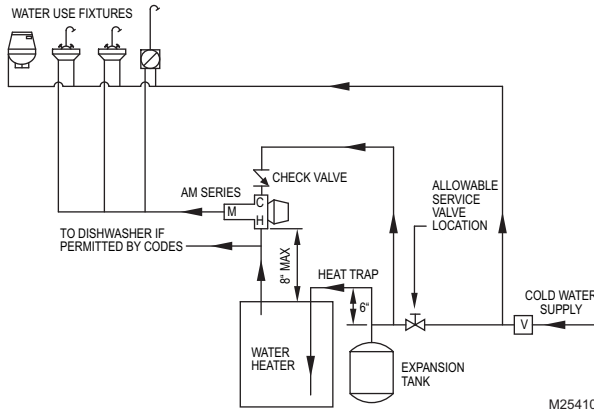 WATER USE FIXTURES
CHECK VALVE
AM SERIES
C
M
H
ALLOWABLE
SERVICE
VALVE
LOCATION
TO DISHWASHER IF
PERMITTED BY CODES
8" MAX
HEAT TRAP
6"
COLD WATER
SUPPLY
V
WATER
HEATER
EXPANSION
TANK
M25410